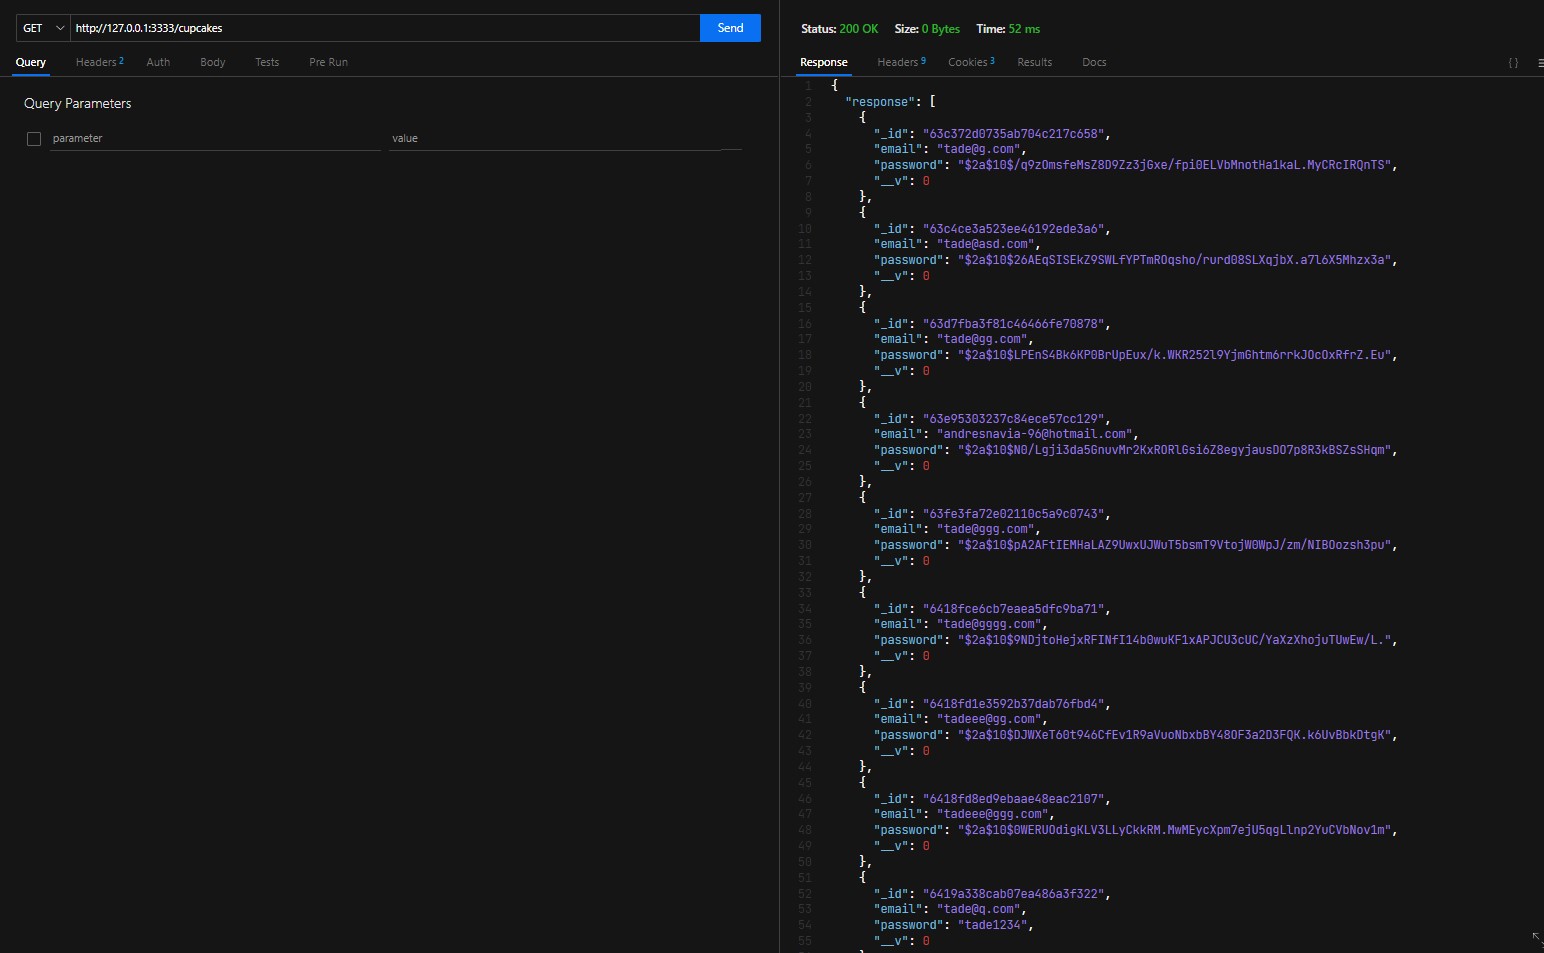 GET http://127.0.0.1:3333/cupcakes Send
Query Headers 2 Auth Body Tests Pre Run
Query Parameters
parameter value
Status: 200 OK Size: 0 Bytes Time: 52 ms
Response Headers 9 Cookies 3 Results Docs { }
1 {
2 "response": [
3 {
4 "_id": "63c372d0735ab704c217c658",
5 "email": "tade@g.com",
6 "password": "$2a$10$/q9zOmsfeMsZ8D9Zz3jGxe/fpi0ELVbMnotHa1kaL.MyCRcIRQnTS",
7 "__v": 0
8 },
9 {
10 "_id": "63c4ce3a523ee46192ede3a6",
11 "email": "tade@asd.com",
12 "password": "$2a$10$26AEqSISEkZ9SWLfYPTmROqsho/rurd08SLXqjbX.a7l6X5Mhzx3a",
13 "__v": 0
14 },
15 {
16 "_id": "63d7fba3f81c46466fe70878",
17 "email": "tade@gg.com",
18 "password": "$2a$10$LPEnS4Bk6KP0BrUpEux/k.WKR252l9YjmGhtm6rrkJOcOxRfrZ.Eu",
19 "__v": 0
20 },
21 {
22 "_id": "63e95303237c84ece57cc129",
23 "email": "andresnavia-96@hotmail.com",
24 "password": "$2a$10$N0/Lgji3da5GnuvMr2KxRORlGsi6Z8egyjausDO7p8R3kBSZsSHqm",
25 "__v": 0
26 },
27 {
28 "_id": "63fe3fa72e02110c5a9c0743",
29 "email": "tade@ggg.com",
30 "password": "$2a$10$pA2AFtIEMHaLAZ9UwxUJWuT5bsmT9VtojW0WpJ/zm/NIBOozsh3pu",
31 "__v": 0
32 },
33 {
34 "_id": "6418fce6cb7eaea5dfc9ba71",
35 "email": "tade@gggg.com",
36 "password": "$2a$10$9NDjtoHejxRFINfI14b0wuKF1xAPJCU3cUC/YaXzXhojuTUwEw/L.",
37 "__v": 0
38 },
39 {
40 "_id": "6418fd1e3592b37dab76fbd4",
41 "email": "tadeee@gg.com",
42 "password": "$2a$10$DJWXeT60t946CfEv1R9aVuoNbxbBY48OF3a2D3FQK.k6UvBbkDtgK",
43 "__v": 0
44 },
45 {
46 "_id": "6418fd8ed9ebaae48eac2107",
47 "email": "tadeee@ggg.com",
48 "password": "$2a$10$0WERUOdigKLV3LLyCkkRM.MwMEycXpm7ejU5qgLlnp2YuCVbNov1m",
49 "__v": 0
50 },
51 {
52 "_id": "6419a338cab07ea486a3f322",
53 "email": "tade@q.com",
54 "password": "tade1234",
55 "__v": 0